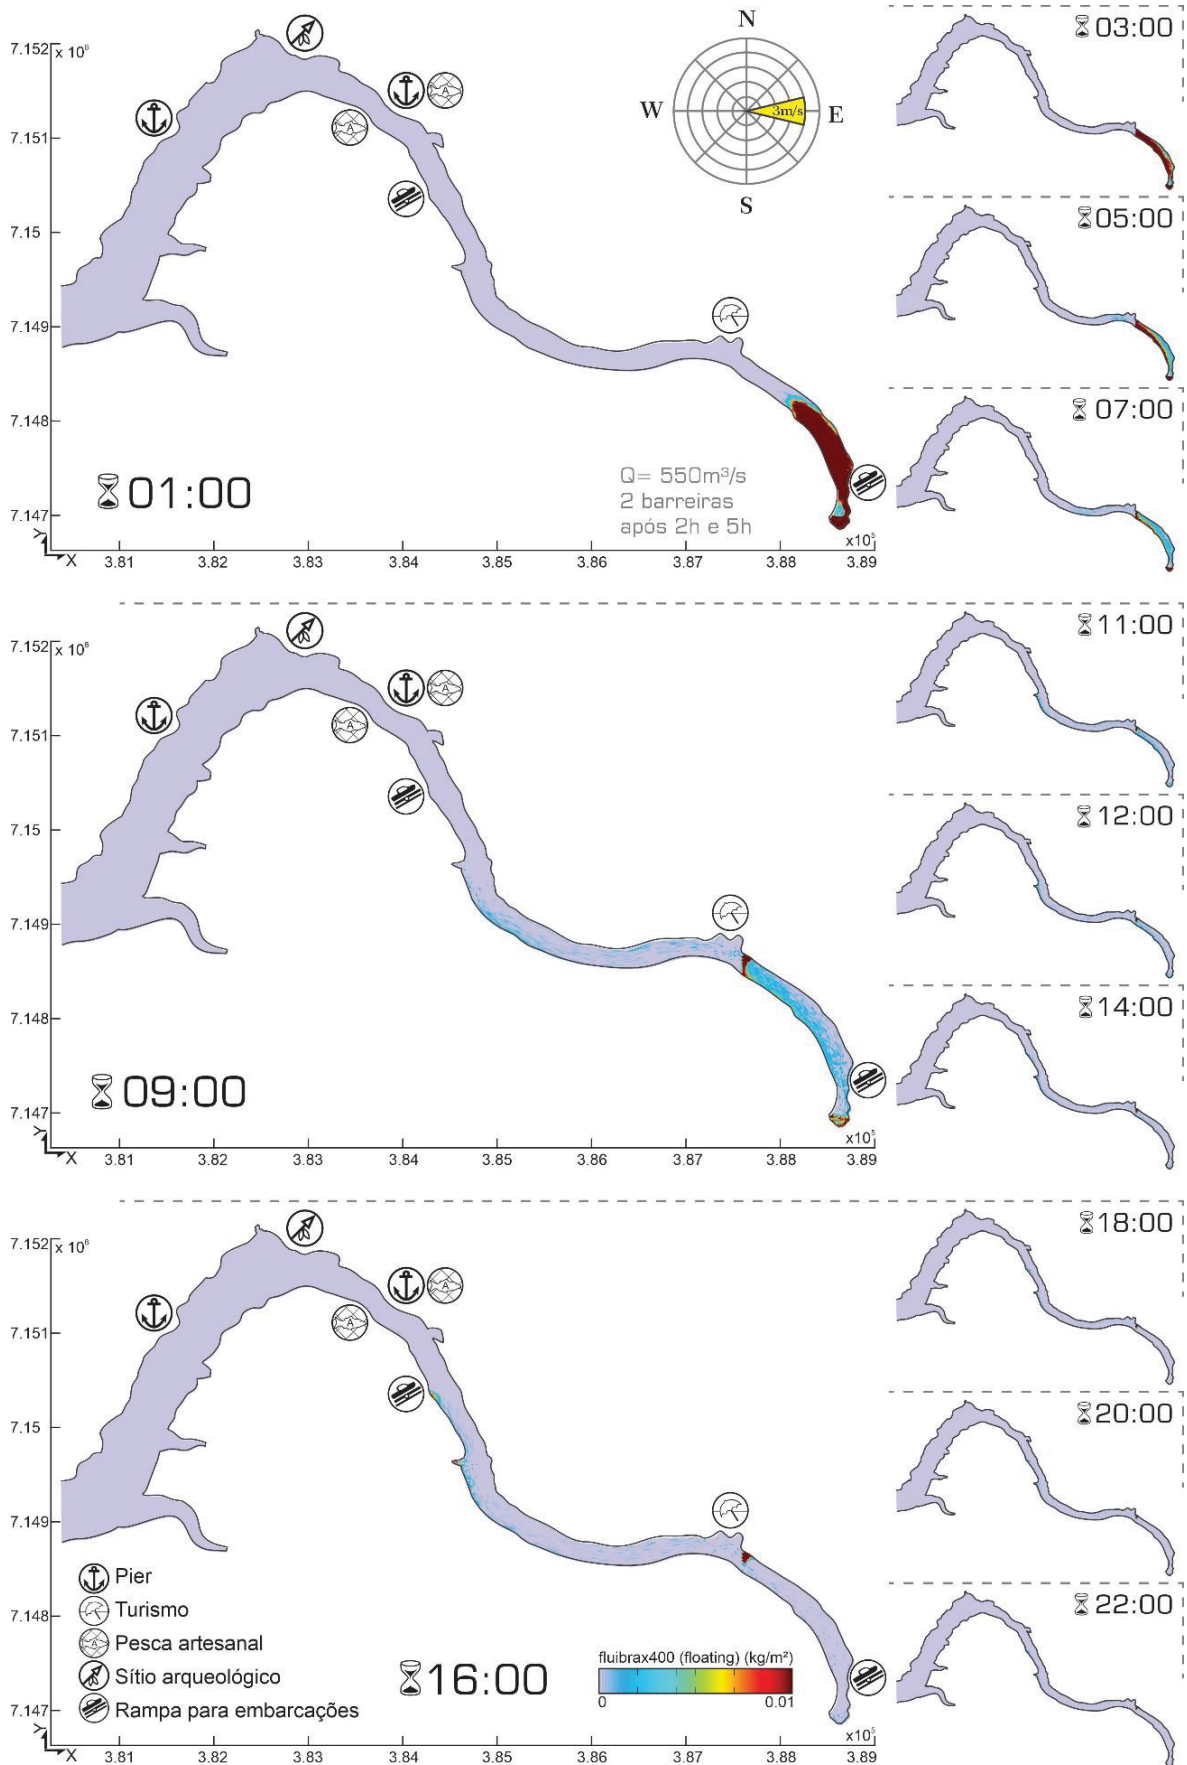 7.152
x 10⁶
7.151
7.15
7.149
7.148
7.147
Y
X
3.81
3.82
3.83
3.84
3.85
3.86
3.87
3.88
3.89
x10⁵
A
A
N
W
E
S
3m/s
01:00
Q= 550m³/s
2 barreiras
após 2h e 5h
03:00
05:00
07:00
7.152
x 10⁶
7.151
7.15
7.149
7.148
7.147
Y
X
3.81
3.82
3.83
3.84
3.85
3.86
3.87
3.88
3.89
x10⁵
A
A
09:00
11:00
12:00
14:00
7.152
x 10⁶
7.151
7.15
7.149
7.148
7.147
Y
X
3.81
3.82
3.83
3.84
3.85
3.86
3.87
3.88
3.89
x10⁵
A
A
Pier
Turismo
A
Pesca artesanal
Sítio arqueológico
Rampa para embarcações
16:00
fluibrax400 (floating) (kg/m²)
0
0.01
18:00
20:00
22:00